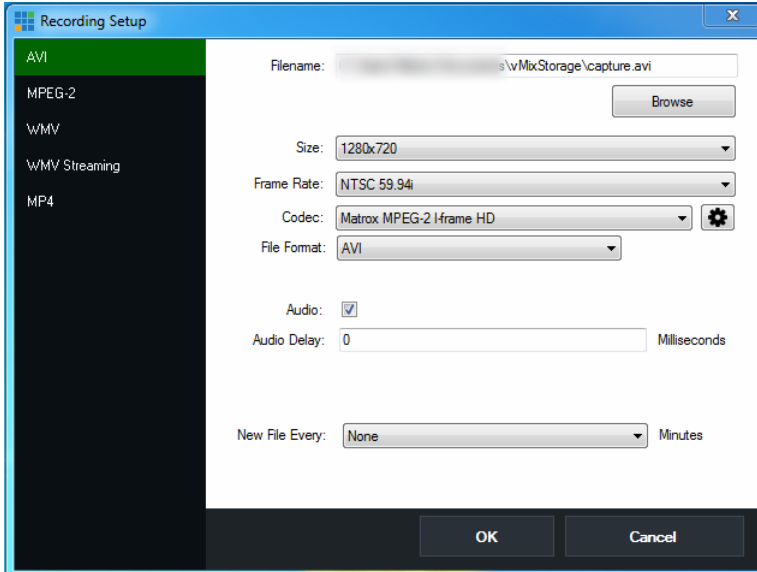 Recording Setup
AVI
MPEG-2
WMV
WMV Streaming
MP4
Filename: s\vMixStorage\capture.avi
Browse
Size: 1280x720
Frame Rate: NTSC 59.94i
Codec: Matrox MPEG-2 I-frame HD
File Format: AVI
Audio:
Audio Delay: 0 Milliseconds
New File Every: None Minutes
OK Cancel